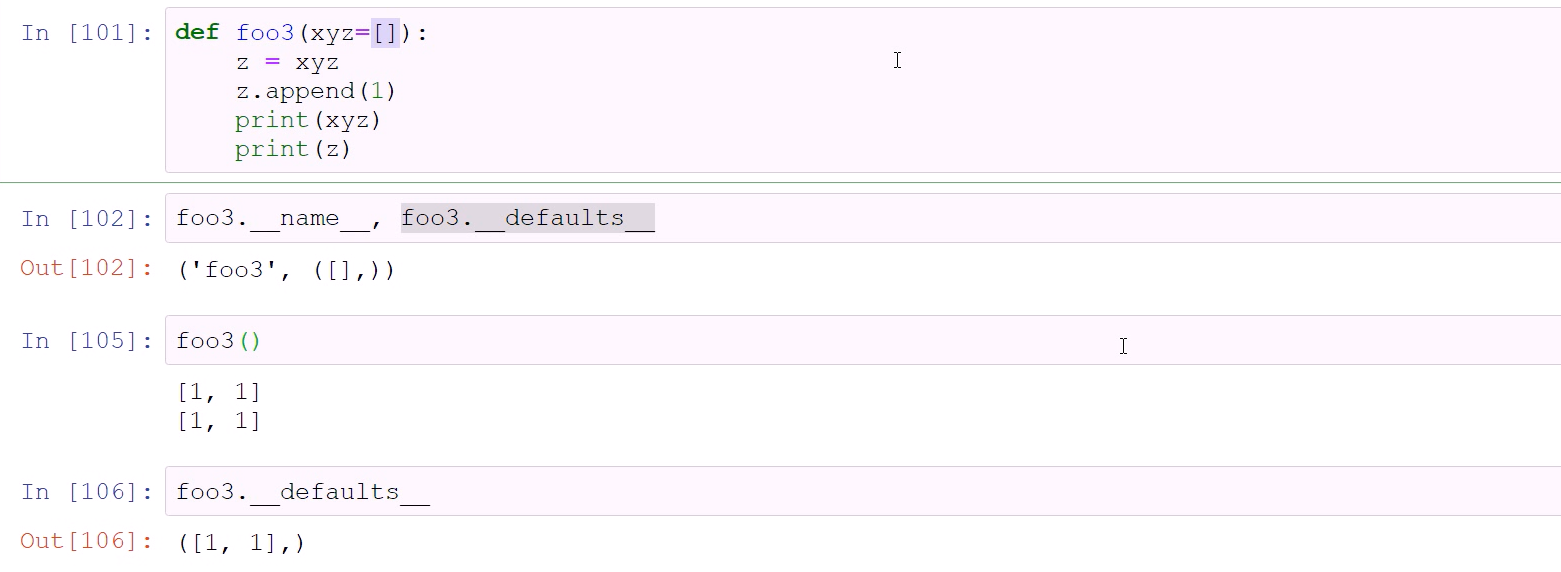 In [101]: def foo3(xyz=[]):
    z = xyz
    z.append(1)
    print(xyz)
    print(z)
In [102]: foo3.__name__, foo3.__defaults__
Out[102]: ('foo3', ([],))
In [105]: foo3()
[1, 1]
[1, 1]
In [106]: foo3.__defaults__
Out[106]: ([1, 1],)